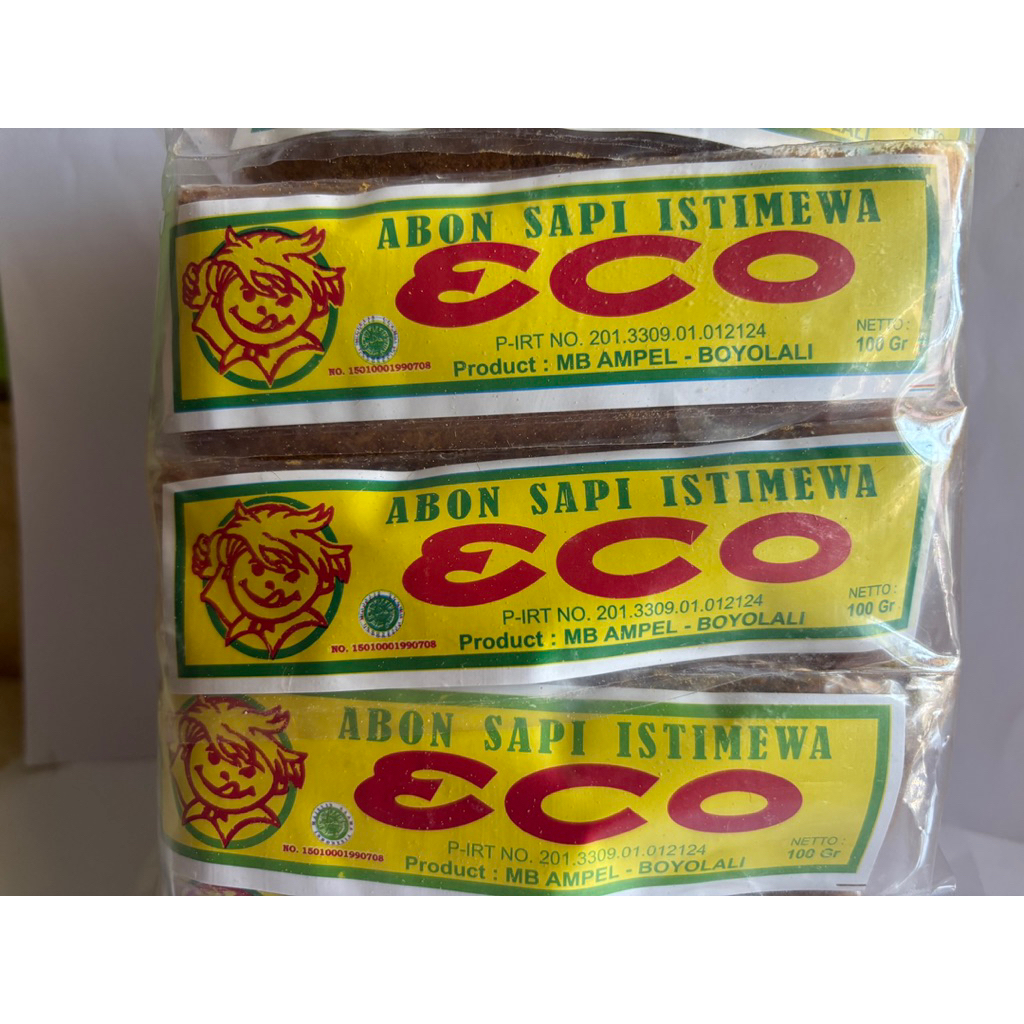 ABON SAPI ISTIMEWA
ECO
P-IRT NO. 201.3309.01.012124
NETTO :
100 Gr
NO. 15010001990708
Product : MB AMPEL - BOYOLALI
ABON SAPI ISTIMEWA
ECO
P-IRT NO. 201.3309.01.012124
NETTO :
100 Gr
NO. 15010001990708
Product : MB AMPEL - BOYOLALI
ABON SAPI ISTIMEWA
ECO
P-IRT NO. 201.3309.01.012124
NETTO :
100 Gr
NO. 15010001990708
Product : MB AMPEL - BOYOLALI